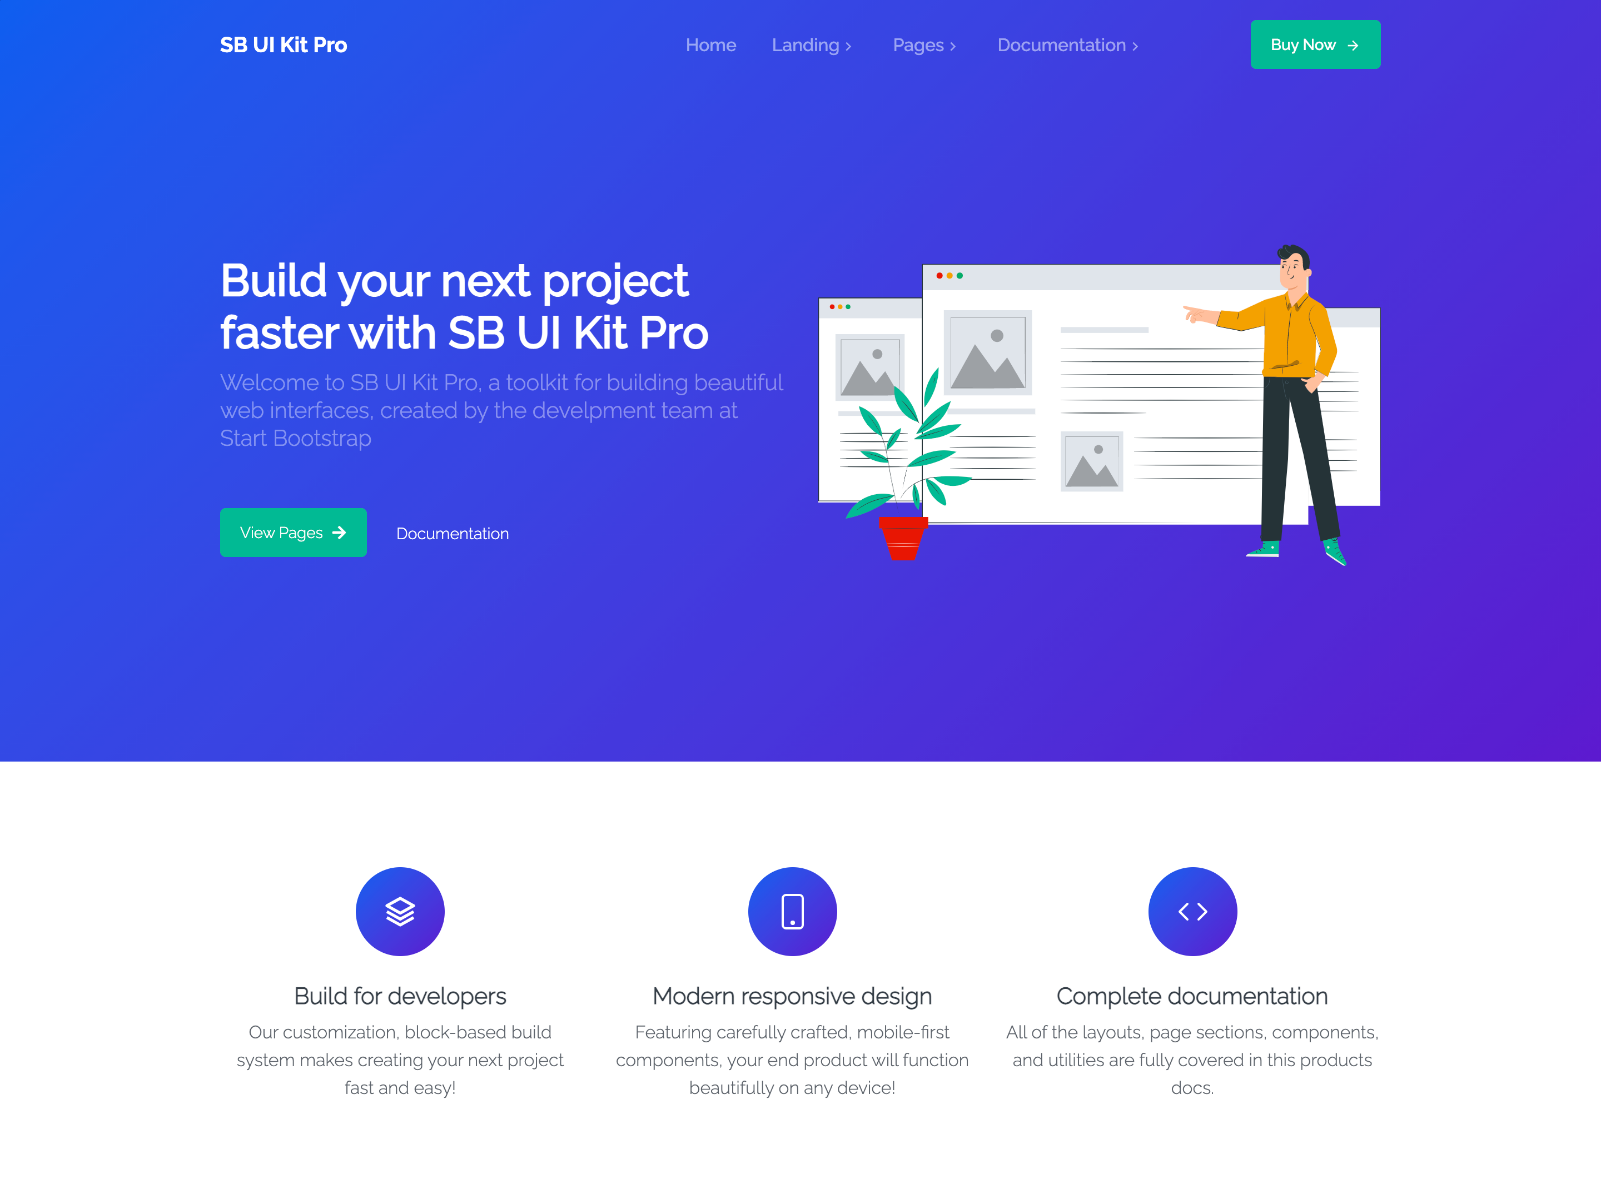 SB UI Kit Pro
Home Landing Pages Documentation
Buy Now
Build your next project
faster with SB UI Kit Pro
Welcome to SB UI Kit Pro, a toolkit for building beautiful
web interfaces, created by the develpment team at
Start Bootstrap
View Pages
Documentation
Build for developers
Our customization, block-based build
system makes creating your next project
fast and easy!
Modern responsive design
Featuring carefully crafted, mobile-first
components, your end product will function
beautifully on any device!
Complete documentation
All of the layouts, page sections, components,
and utilities are fully covered in this products
docs.